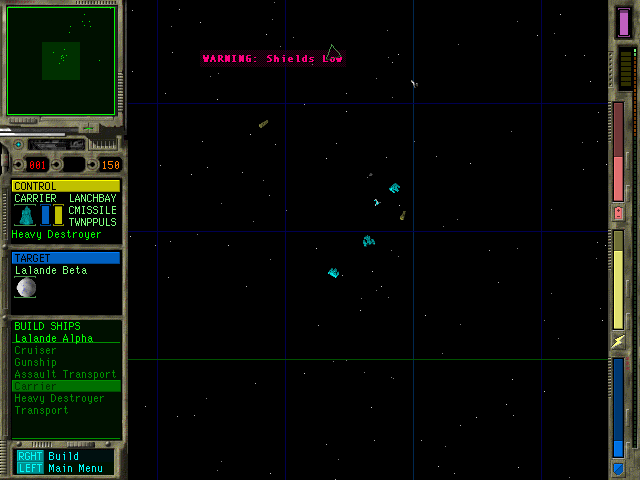 WARNING: Shields Low
001 150
CONTROL
CARRIER LANCHBAY
CMISSILE
TWNPPULS
Heavy Destroyer
TARGET
Lalande Beta
BUILD SHIPS
Lalande Alpha
Cruiser
Gunship
Assault Transport
Carrier
Heavy Destroyer
Transport
RGHT Build
LEFT Main Menu